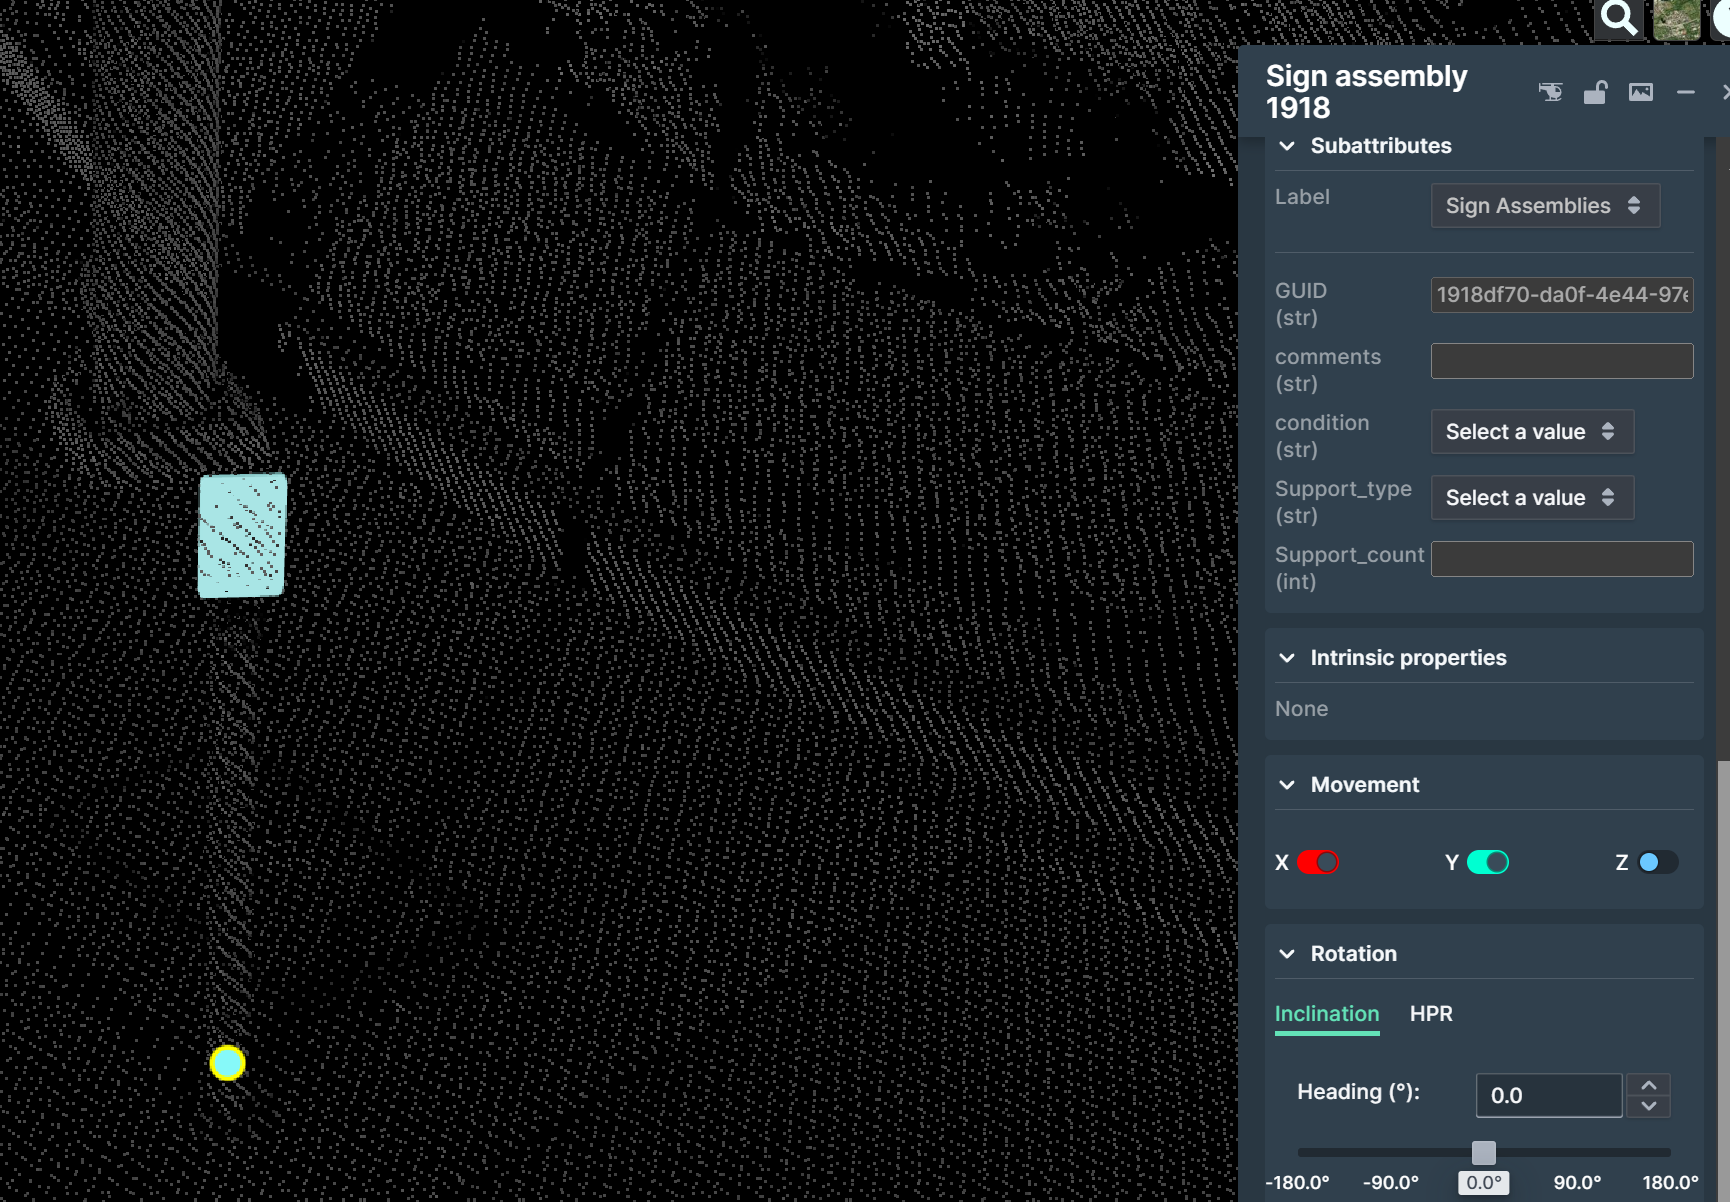 Sign assembly
1918
Subattributes
Label
Sign Assemblies
GUID
(str)
1918df70-da0f-4e44-97
comments
(str)
condition
(str)
Select a value
Support_type
(str)
Select a value
Support_count
(int)
Intrinsic properties
None
Movement
X
Y
Z
Rotation
Inclination HPR
Heading (°):
0.0
-180.0° -90.0° 0.0° 90.0° 180.0°